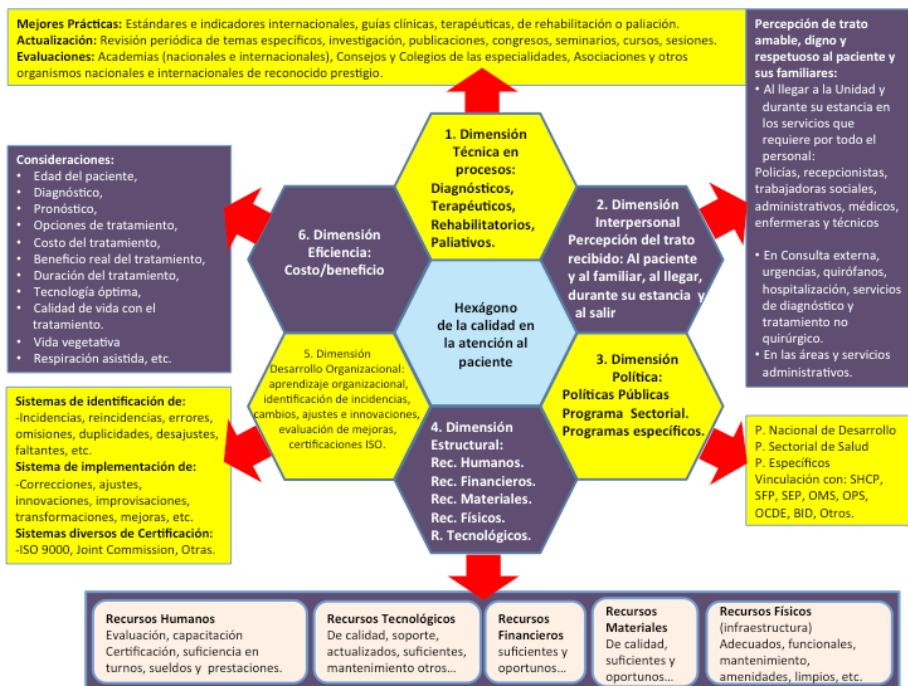 Mejores Prácticas: Estándares e indicadores internacionales, guías clínicas, terapéuticas, de rehabilitación o paliación.
Actualización: Revisión periódica de temas específicos, investigación, publicaciones, congresos, seminarios, cursos, sesiones.
Evaluaciones: Academias (nacionales e internacionales), Consejos y Colegios de las especialidades, Asociaciones y otros
organismos nacionales e internacionales de reconocido prestigio.
Percepción de trato
amable, digno y
respetuoso al paciente y
sus familiares:
• Al llegar a la Unidad y
durante su estancia en
los servicios que
requiere por todo el
personal:
Policías, recepcionistas,
trabajadoras sociales,
administrativos, médicos,
enfermeras y técnicos
• En Consulta externa,
urgencias, quirófanos,
hospitalización, servicios
de diagnóstico y
tratamiento no
quirúrgico.
• En las áreas y servicios
administrativos.
Consideraciones:
• Edad del paciente,
• Diagnóstico,
• Pronóstico,
• Opciones de tratamiento,
• Costo del tratamiento,
• Beneficio real del tratamiento,
• Duración del tratamiento,
• Tecnología óptima,
• Calidad de vida con el
tratamiento.
• Vida vegetativa
• Respiración asistida, etc.
1. Dimensión
Técnica en
procesos:
Diagnósticos,
Terapéuticos,
Rehabilitatorios,
Paliativos.
2. Dimensión
Interpersonal
Percepción del trato
recibido: Al paciente
y al familiar, al llegar,
durante su estancia y
al salir
6. Dimensión
Eficiencia:
Costo/beneficio
Hexágono
de la calidad en
la atención al
paciente
5. Dimensión
Desarrollo Organizacional:
aprendizaje organizacional,
identificación de incidencias,
cambios, ajustes e innovaciones,
evaluación de mejoras,
certificaciones ISO.
3. Dimensión
Política:
Políticas Públicas
Programa Sectorial.
Programas específicos.
4. Dimensión
Estructural:
Rec. Humanos.
Rec. Financieros.
Rec. Materiales.
Rec. Físicos.
R. Tecnológicos.
Sistemas de identificación de:
-Incidencias, reincidencias, errores,
omisiones, duplicidades, desajustes,
faltantes, etc.
Sistema de implementación de:
-Correcciones, ajustes,
innovaciones, improvisaciones,
transformaciones, mejoras, etc.
Sistemas diversos de Certificación:
-ISO 9000, Joint Commission, Otras.
P. Nacional de Desarrollo
P. Sectorial de Salud
P. Específicos
Vinculación con: SHCP,
SFP, SEP, OMS, OPS,
OCDE, BID, Otros.
Recursos Humanos
Evaluación, capacitación
Certificación, suficiencia en
turnos, sueldos y prestaciones.
Recursos Tecnológicos
De calidad, soporte,
actualizados, suficientes,
mantenimiento otros...
Recursos
Financieros
suficientes y
oportunos...
Recursos
Materiales
De calidad,
suficientes y
oportunos...
Recursos Físicos
(infraestructura)
Adecuados, funcionales,
mantenimiento,
amenidades, limpios, etc.